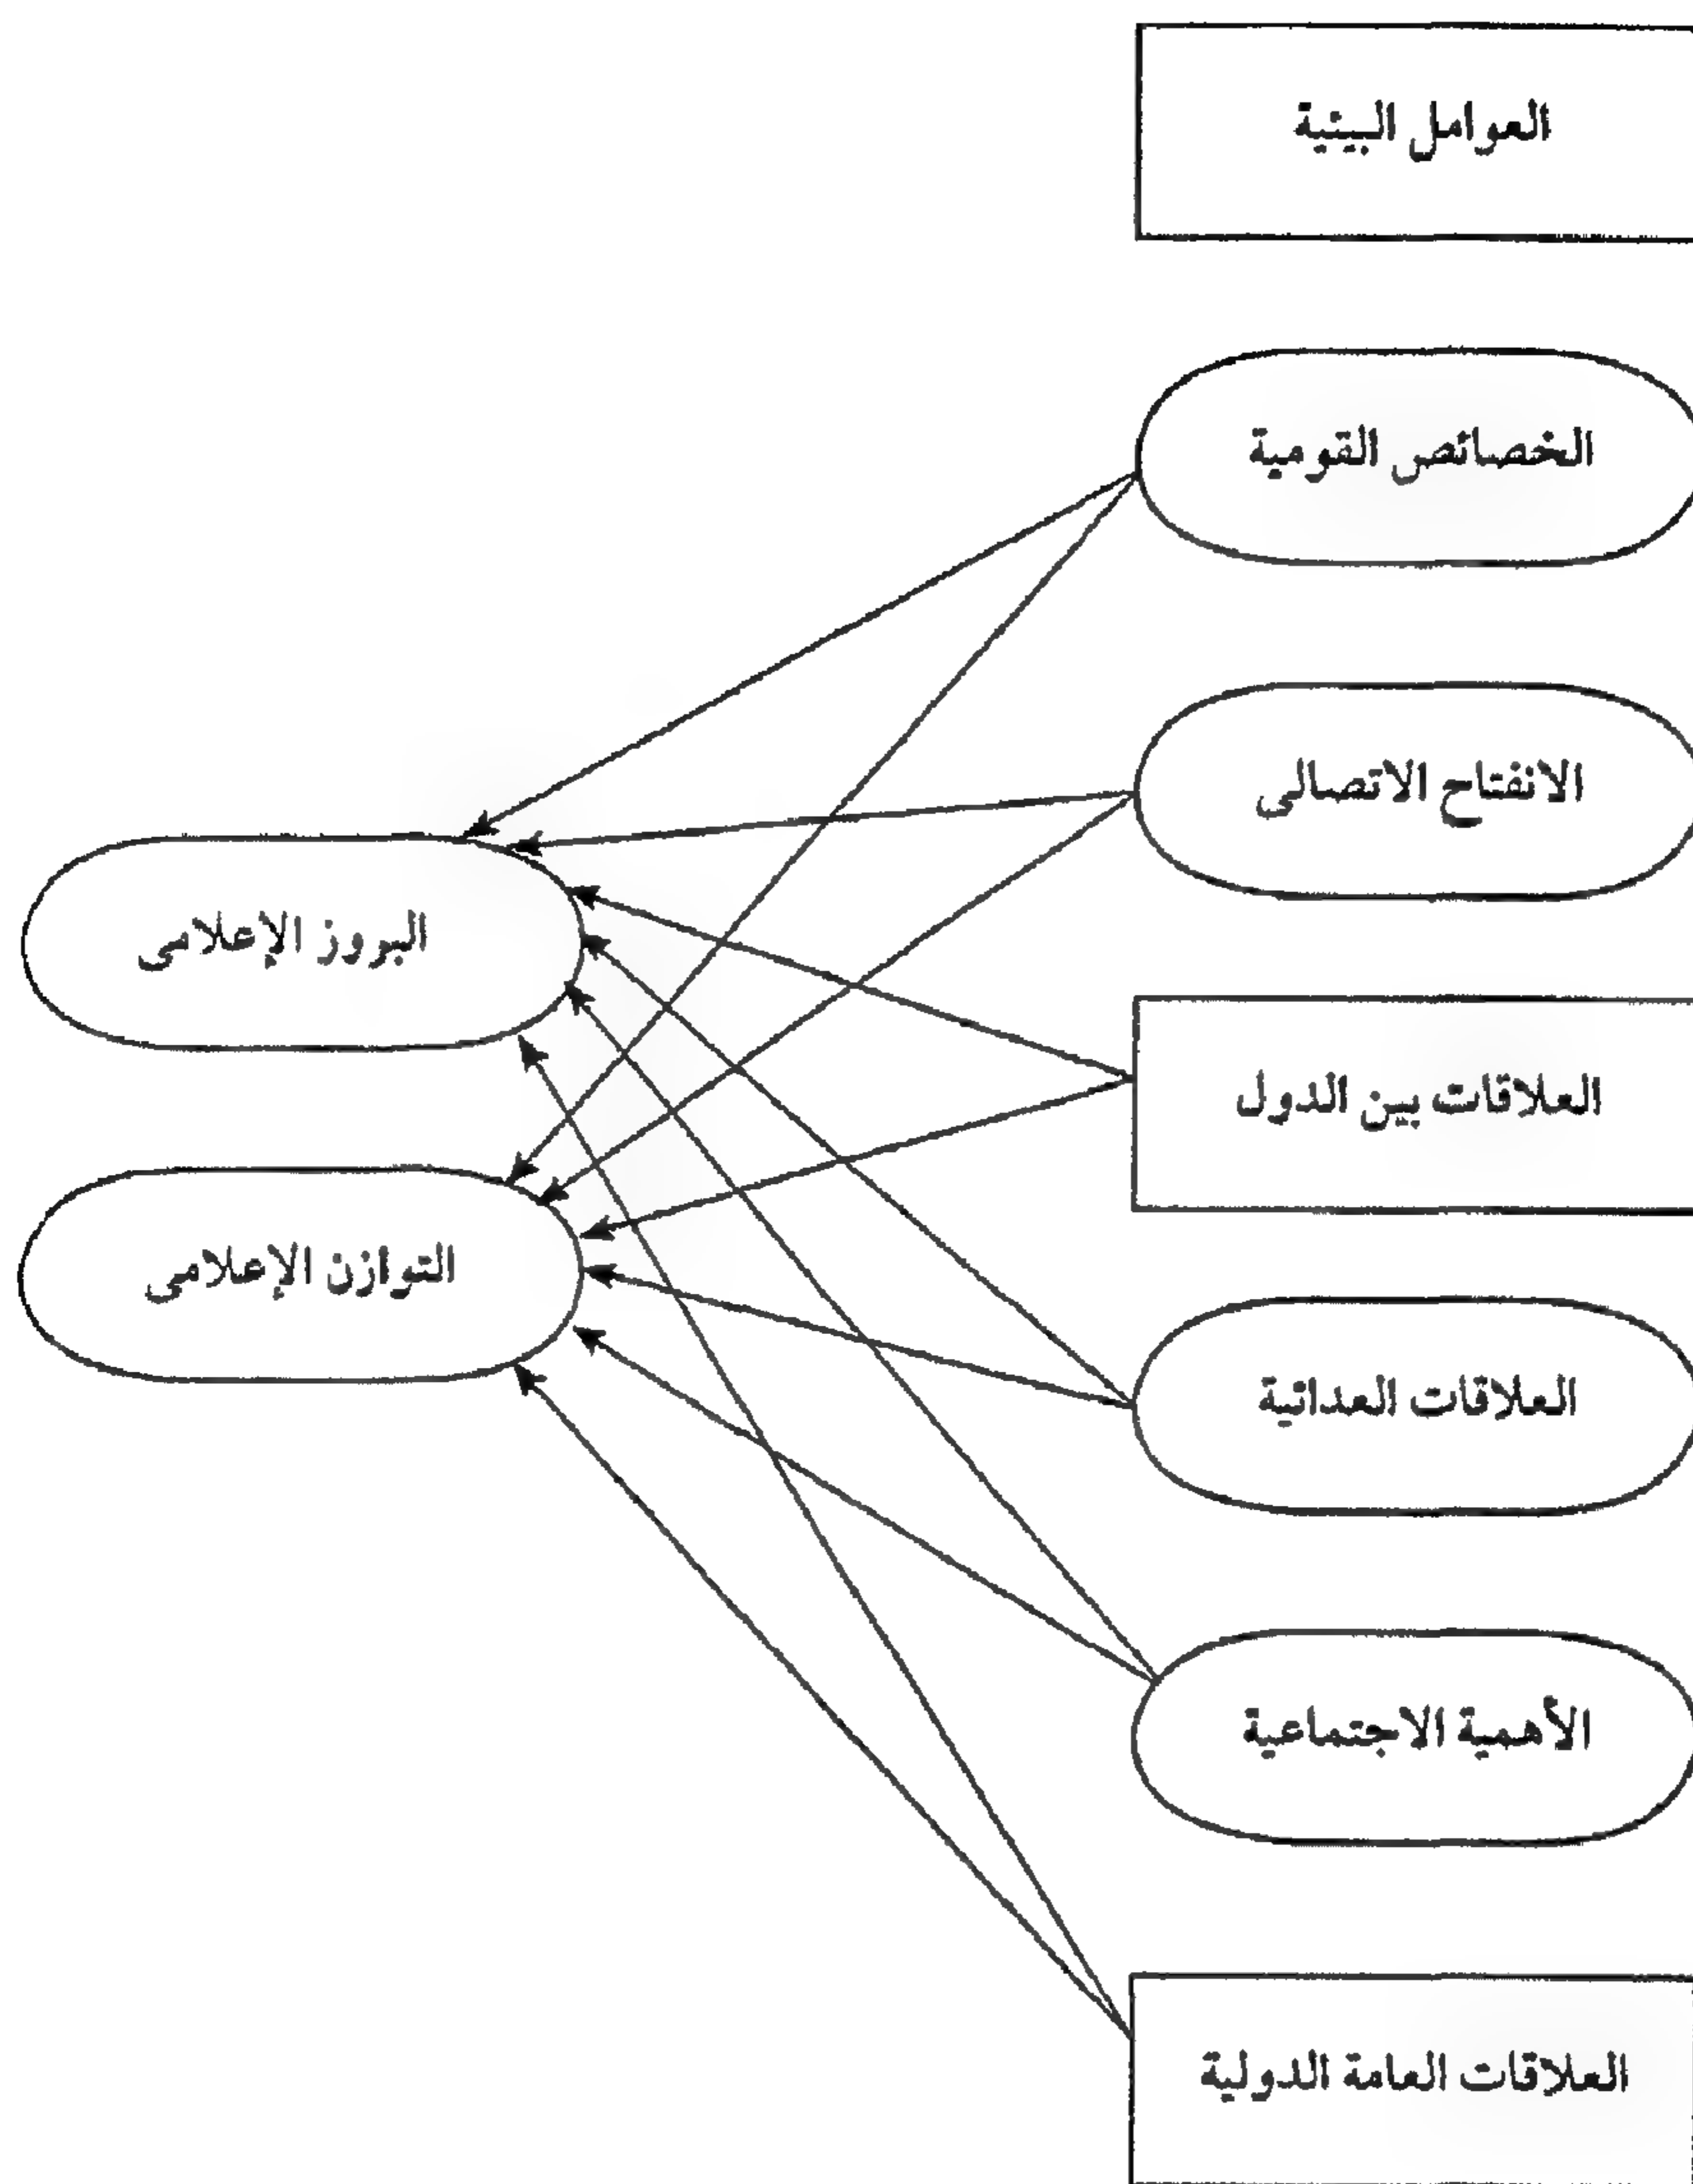 العوامل البيئية
الخصائص القومية
الانفتاح الاتصالى
العلاقات بين الدول
العلاقات العدائية
الأهمية الاجتماعية
العلاقات العامة الدولية
البروز الإعلامى
التوازن الإعلامى